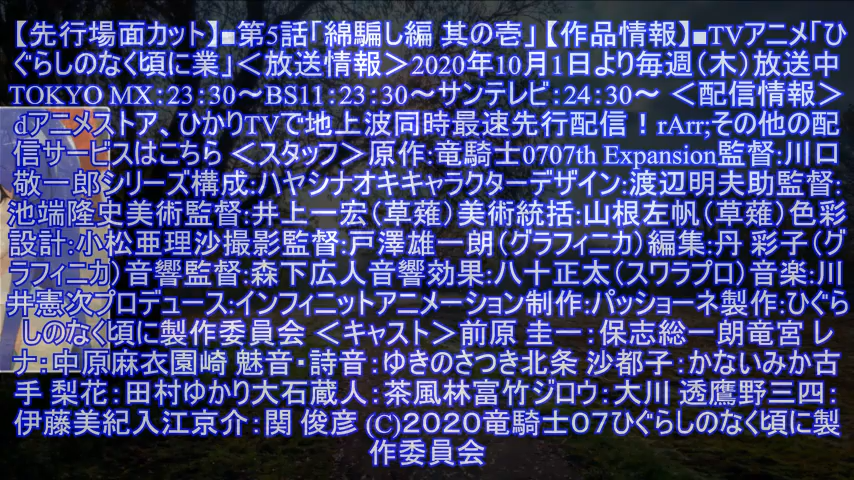 【先行場面カット】■第5話「綿騙し編 其の壱」【作品情報】■TVアニメ「ひ
ぐらしのなく頃に業」＜放送情報＞2020年10月1日より毎週（木）放送中
TOKYO MX：23：30〜BS11：23：30〜サンテレビ：24：30〜 ＜配信情報＞
dアニメストア、ひかりTVで地上波同時最速先行配信！rArr;その他の配
信サービスはこちら ＜スタッフ＞原作：竜騎士0707th Expansion監督：川口
敬一郎シリーズ構成：ハヤシナオキキャラクターデザイン：渡辺明夫助監督：
池端隆史美術監督：井上一宏（草薙）美術統括：山根左帆（草薙）色彩
設計：小松亜理沙撮影監督：戸澤雄一朗（グラフィニカ）編集：丹 彩子（グ
ラフィニカ）音響監督：森下広人音響効果：八十正太（スワラプロ）音楽：川
井憲次プロデュース：インフィニットアニメーション制作：パッショーネ製作：ひぐら
しのなく頃に製作委員会 ＜キャスト＞前原 圭一：保志総一朗竜宮 レ
ナ：中原麻衣園崎 魅音・詩音：ゆきのさつき北条 沙都子：かないみか古
手 梨花：田村ゆかり大石蔵人：茶風林富竹ジロウ：大川 透鷹野三四：
伊藤美紀入江京介：関 俊彦 (C)２０２０竜騎士０７ひぐらしのなく頃に製
作委員会